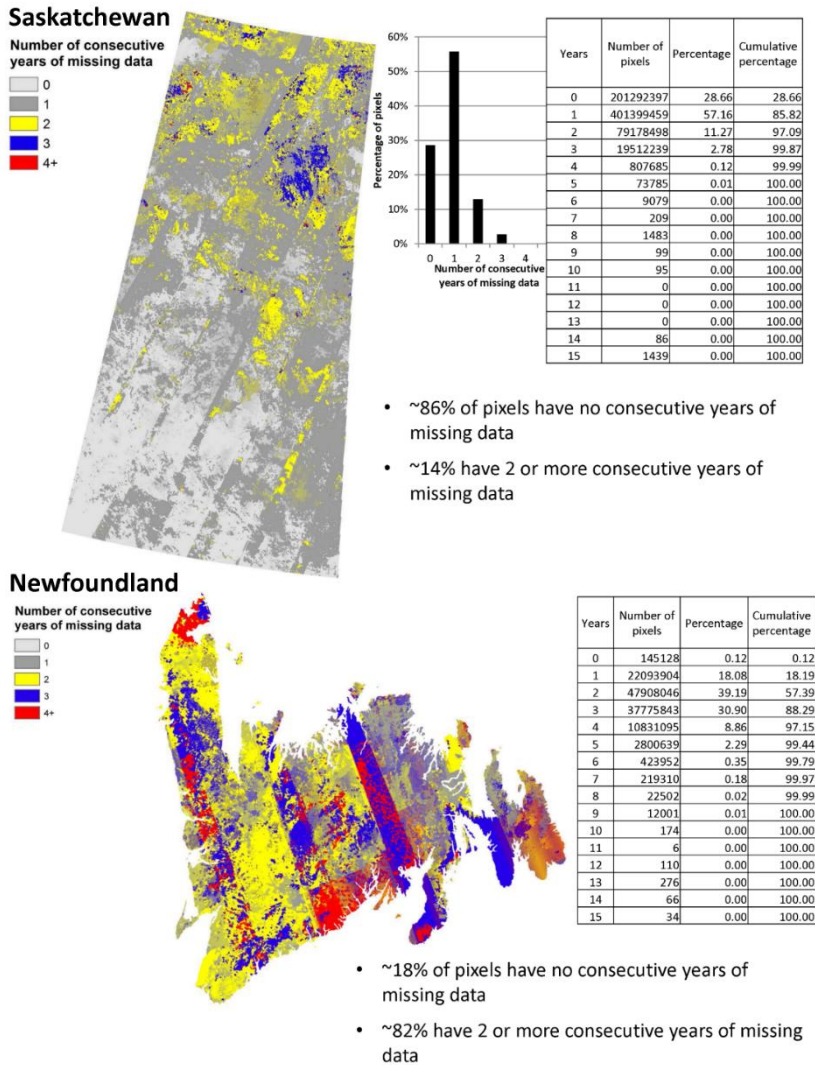 Saskatchewan
Number of consecutive
years of missing data
0
1
2
3
4+
60%
50%
40%
30%
20%
10%
0%
Percentage of pixels
0 1 2 3 4
Number of consecutive
years of missing data
Years Number of pixels Percentage Cumulative percentage
0 201292397 28.66 28.66
1 401399459 57.16 85.82
2 79178498 11.27 97.09
3 19512239 2.78 99.87
4 807685 0.12 99.99
5 73785 0.01 100.00
6 9079 0.00 100.00
7 209 0.00 100.00
8 1483 0.00 100.00
9 99 0.00 100.00
10 95 0.00 100.00
11 0 0.00 100.00
12 0 0.00 100.00
13 0 0.00 100.00
14 86 0.00 100.00
15 1439 0.00 100.00
• ~86% of pixels have no consecutive years of
missing data
• ~14% have 2 or more consecutive years of
missing data
Newfoundland
Number of consecutive
years of missing data
0
1
2
3
4+
Years Number of pixels Percentage Cumulative percentage
0 145128 0.12 0.12
1 22093904 18.08 18.19
2 47908046 39.19 57.39
3 37775843 30.90 88.29
4 10831095 8.86 97.15
5 2800639 2.29 99.44
6 423952 0.35 99.79
7 219310 0.18 99.97
8 22502 0.02 99.99
9 12001 0.01 100.00
10 174 0.00 100.00
11 6 0.00 100.00
12 110 0.00 100.00
13 276 0.00 100.00
14 66 0.00 100.00
15 34 0.00 100.00
• ~18% of pixels have no consecutive years of
missing data
• ~82% have 2 or more consecutive years of missing
data